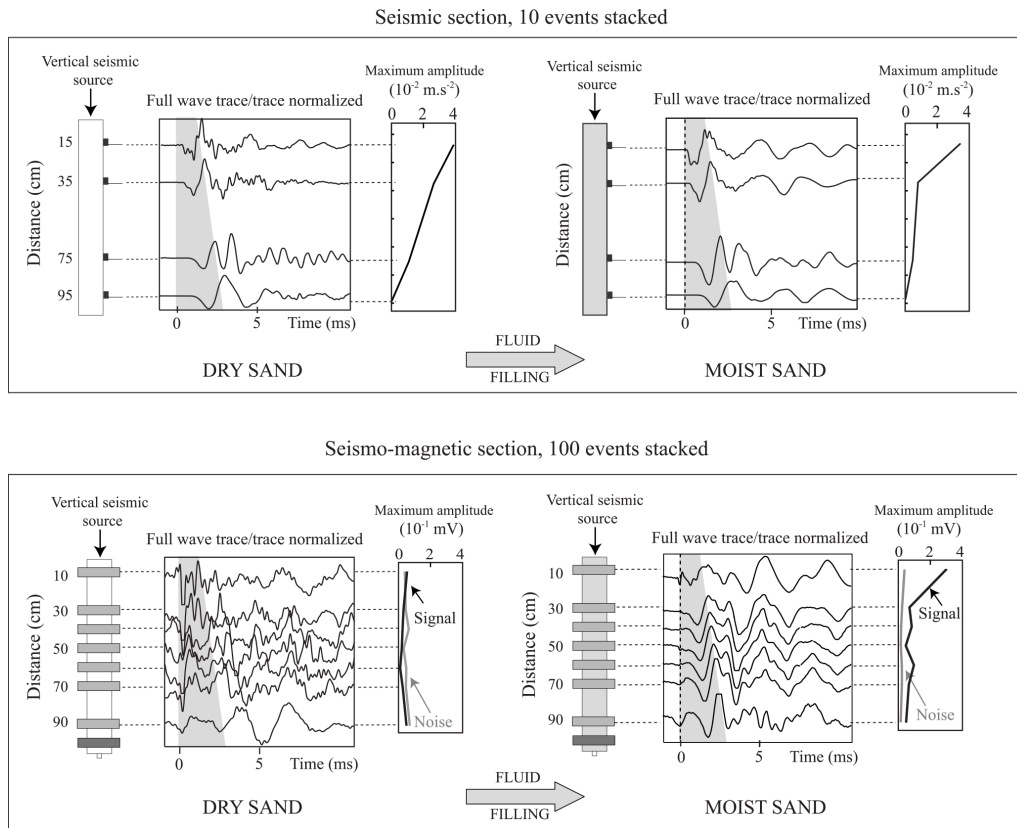 Seismic section, 10 events stacked
Vertical seismic
source
Full wave trace/trace normalized
Maximum amplitude
(10⁻² m.s⁻²)
0 2 4
Distance (cm)
15
35
75
95
0 5 Time (ms)
DRY SAND
FLUID
FILLING
Vertical seismic
source
Full wave trace/trace normalized
Maximum amplitude
(10⁻² m.s⁻²)
0 2 4
Distance (cm)
0 5 Time (ms)
MOIST SAND
Seismo-magnetic section, 100 events stacked
Vertical seismic
source
Full wave trace/trace normalized
Maximum amplitude
(10⁻¹ mV)
0 2 4
Distance (cm)
10
30
50
70
90
Signal
Noise
0 5
Time (ms)
DRY SAND
FLUID
FILLING
Vertical seismic
source
Full wave trace/trace normalized
Maximum amplitude
(10⁻¹ mV)
0 2 4
Distance (cm)
10
30
50
70
90
Signal
Noise
0 5
Time (ms)
MOIST SAND